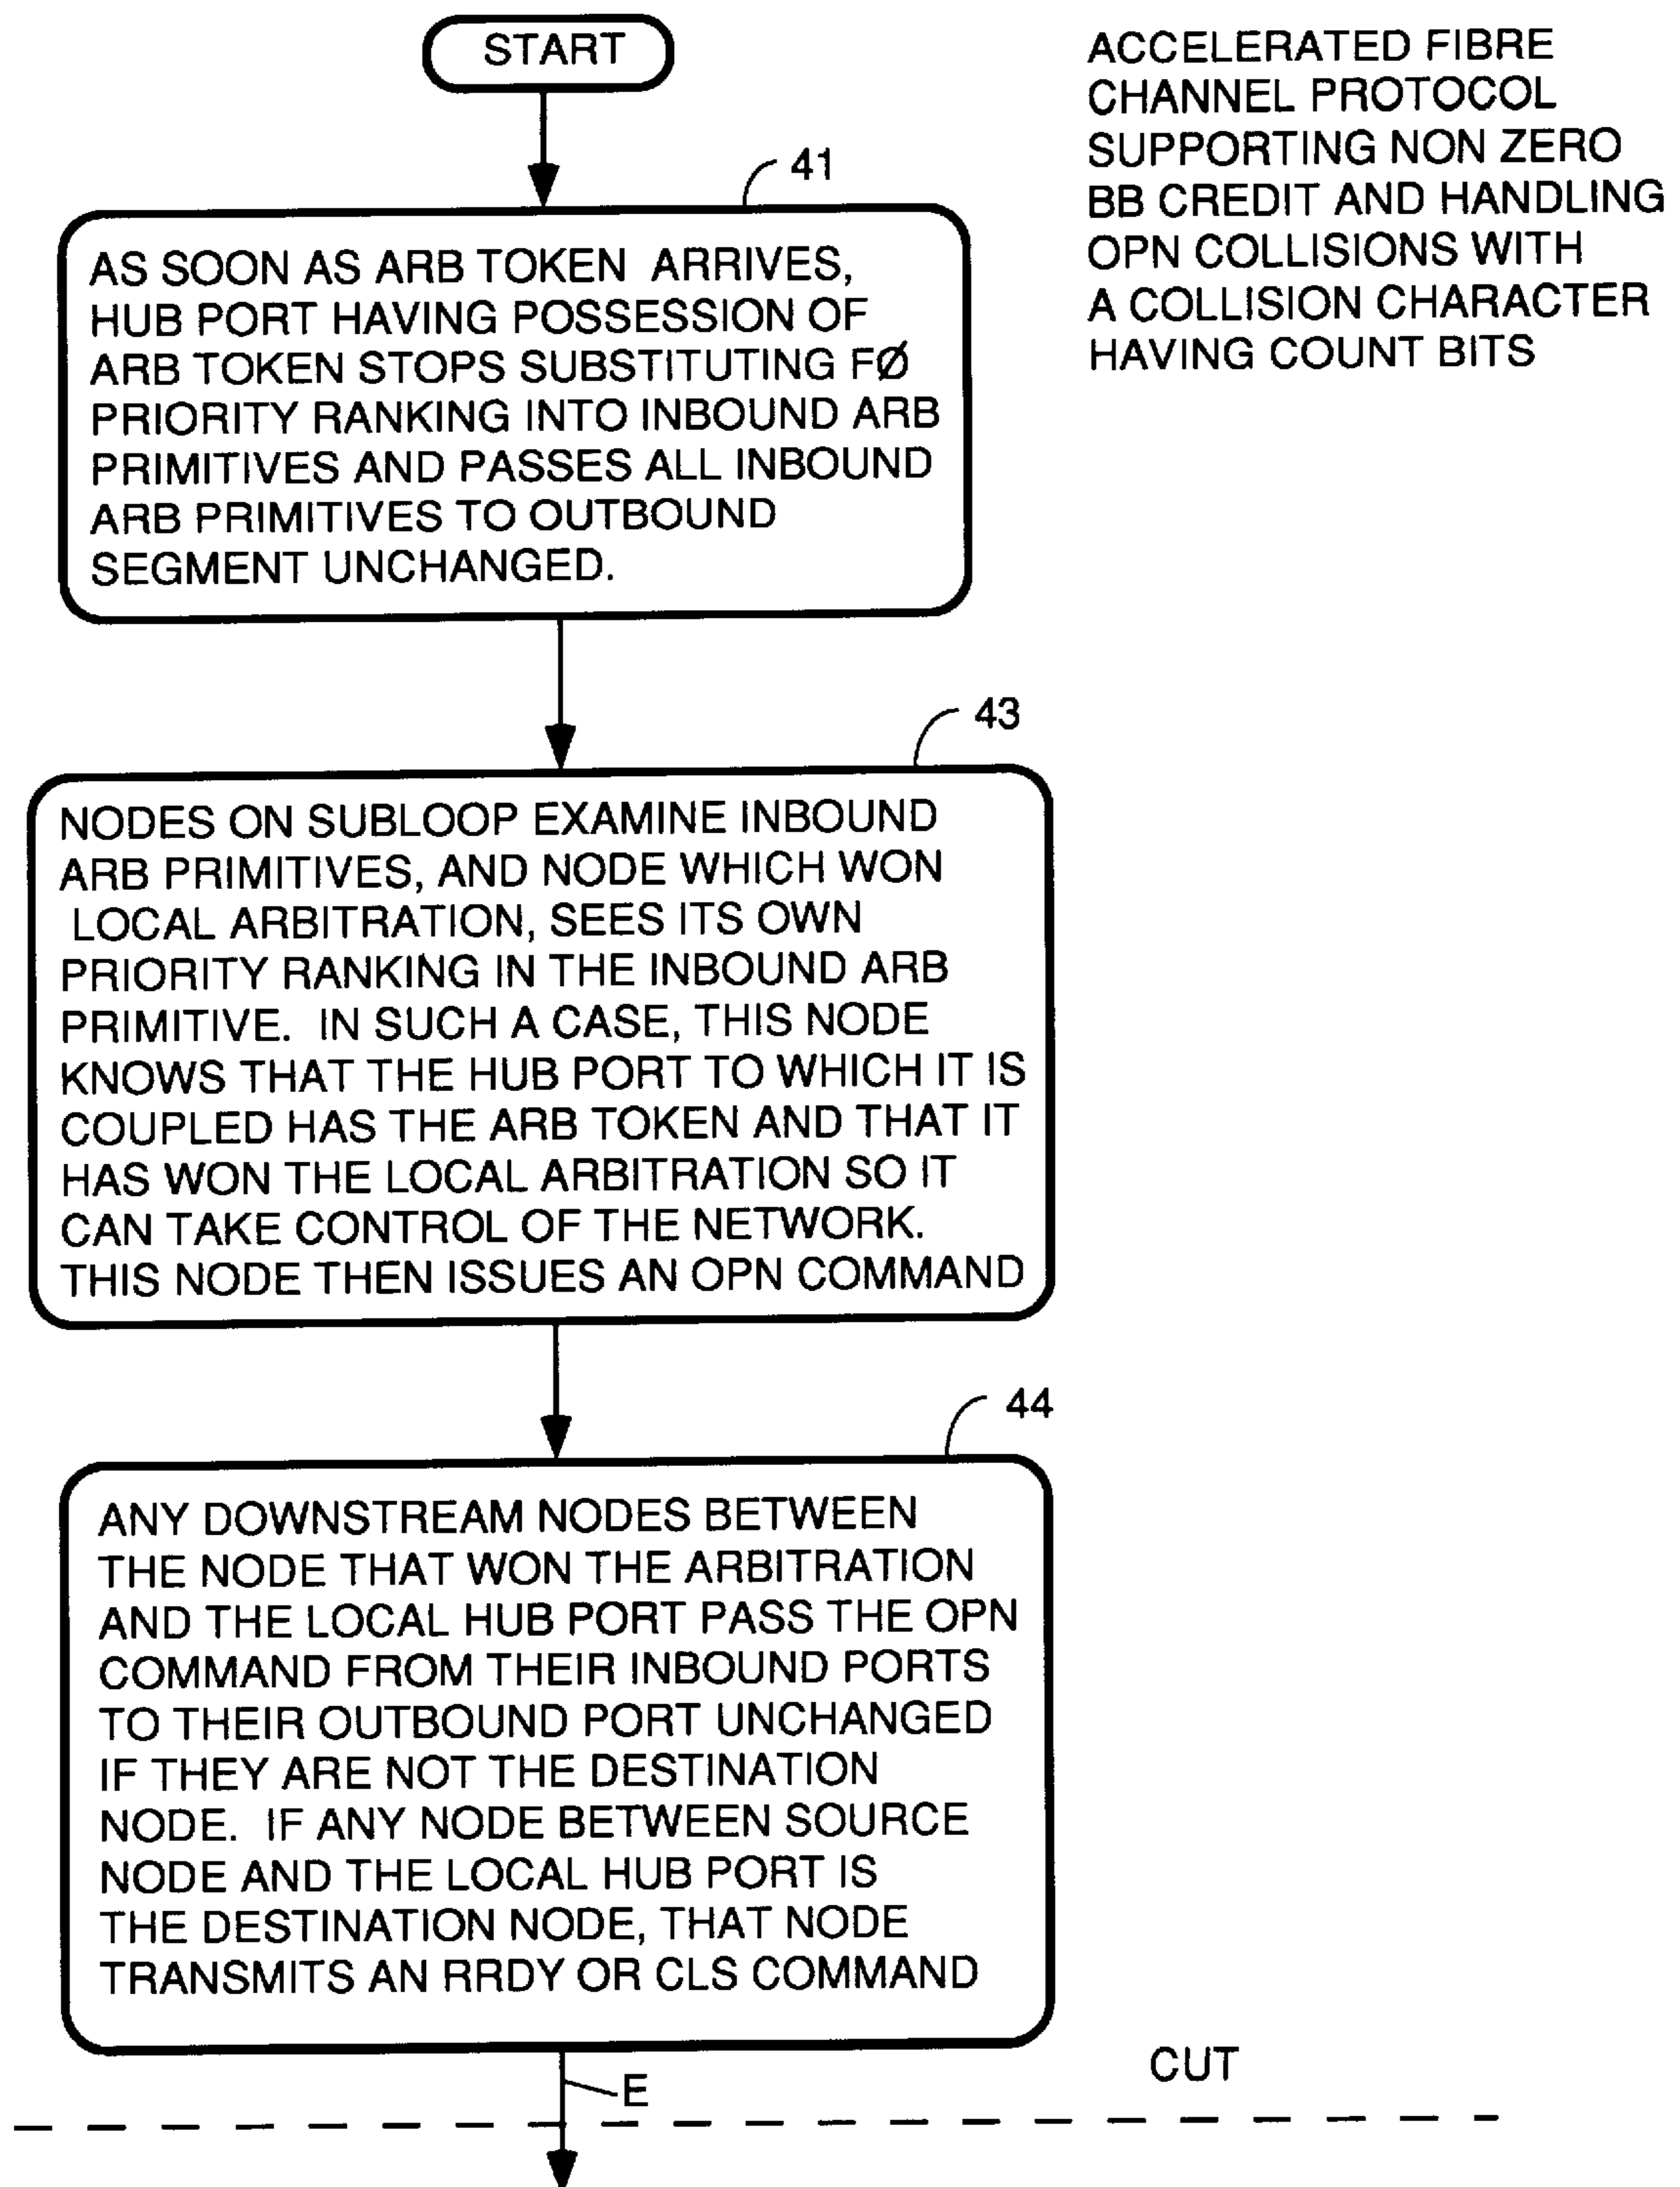 START
ACCELERATED FIBRE
CHANNEL PROTOCOL
SUPPORTING NON ZERO
BB CREDIT AND HANDLING
OPN COLLISIONS WITH
A COLLISION CHARACTER
HAVING COUNT BITS
41
AS SOON AS ARB TOKEN ARRIVES,
HUB PORT HAVING POSSESSION OF
ARB TOKEN STOPS SUBSTITUTING FØ
PRIORITY RANKING INTO INBOUND ARB
PRIMITIVES AND PASSES ALL INBOUND
ARB PRIMITIVES TO OUTBOUND
SEGMENT UNCHANGED.
43
NODES ON SUBLOOP EXAMINE INBOUND
ARB PRIMITIVES, AND NODE WHICH WON
LOCAL ARBITRATION, SEES ITS OWN
PRIORITY RANKING IN THE INBOUND ARB
PRIMITIVE. IN SUCH A CASE, THIS NODE
KNOWS THAT THE HUB PORT TO WHICH IT IS
COUPLED HAS THE ARB TOKEN AND THAT IT
HAS WON THE LOCAL ARBITRATION SO IT
CAN TAKE CONTROL OF THE NETWORK.
THIS NODE THEN ISSUES AN OPN COMMAND
44
ANY DOWNSTREAM NODES BETWEEN
THE NODE THAT WON THE ARBITRATION
AND THE LOCAL HUB PORT PASS THE OPN
COMMAND FROM THEIR INBOUND PORTS
TO THEIR OUTBOUND PORT UNCHANGED
IF THEY ARE NOT THE DESTINATION
NODE. IF ANY NODE BETWEEN SOURCE
NODE AND THE LOCAL HUB PORT IS
THE DESTINATION NODE, THAT NODE
TRANSMITS AN RRDY OR CLS COMMAND
CUT
E